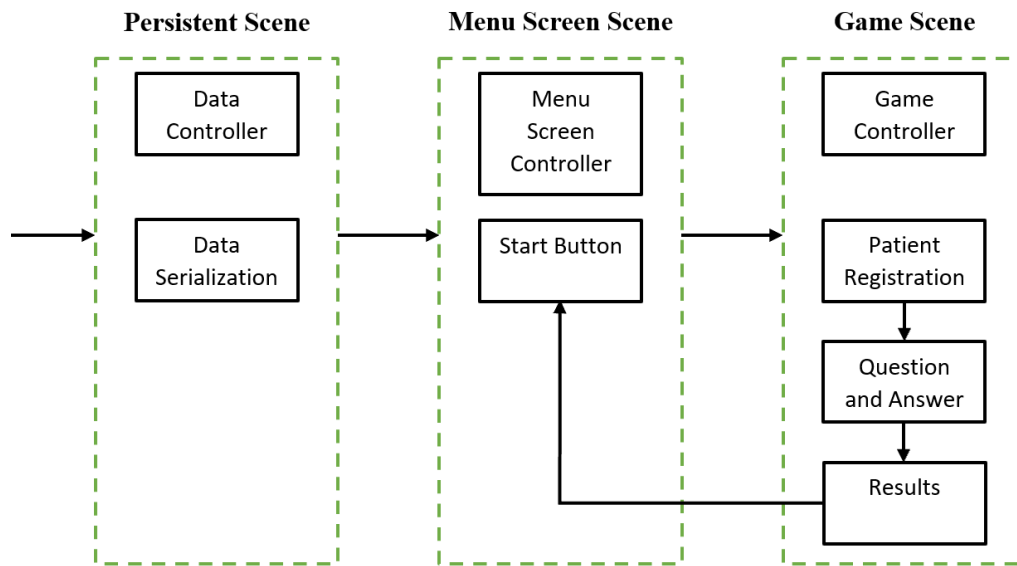 Persistent Scene
Data
Controller
Data
Serialization
Menu Screen Scene
Menu
Screen
Controller
Start Button
Game Scene
Game
Controller
Patient
Registration
Question
and Answer
Results